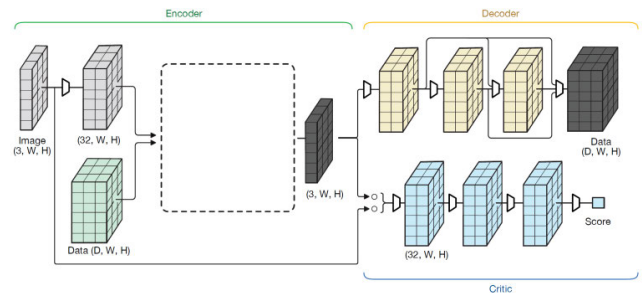 Encoder
Decoder
Image
(3, W, H)
(32, W, H)
Data (D, W, H)
(3, W, H)
Data
(D, W, H)
(32, W, H)
Score
Critic